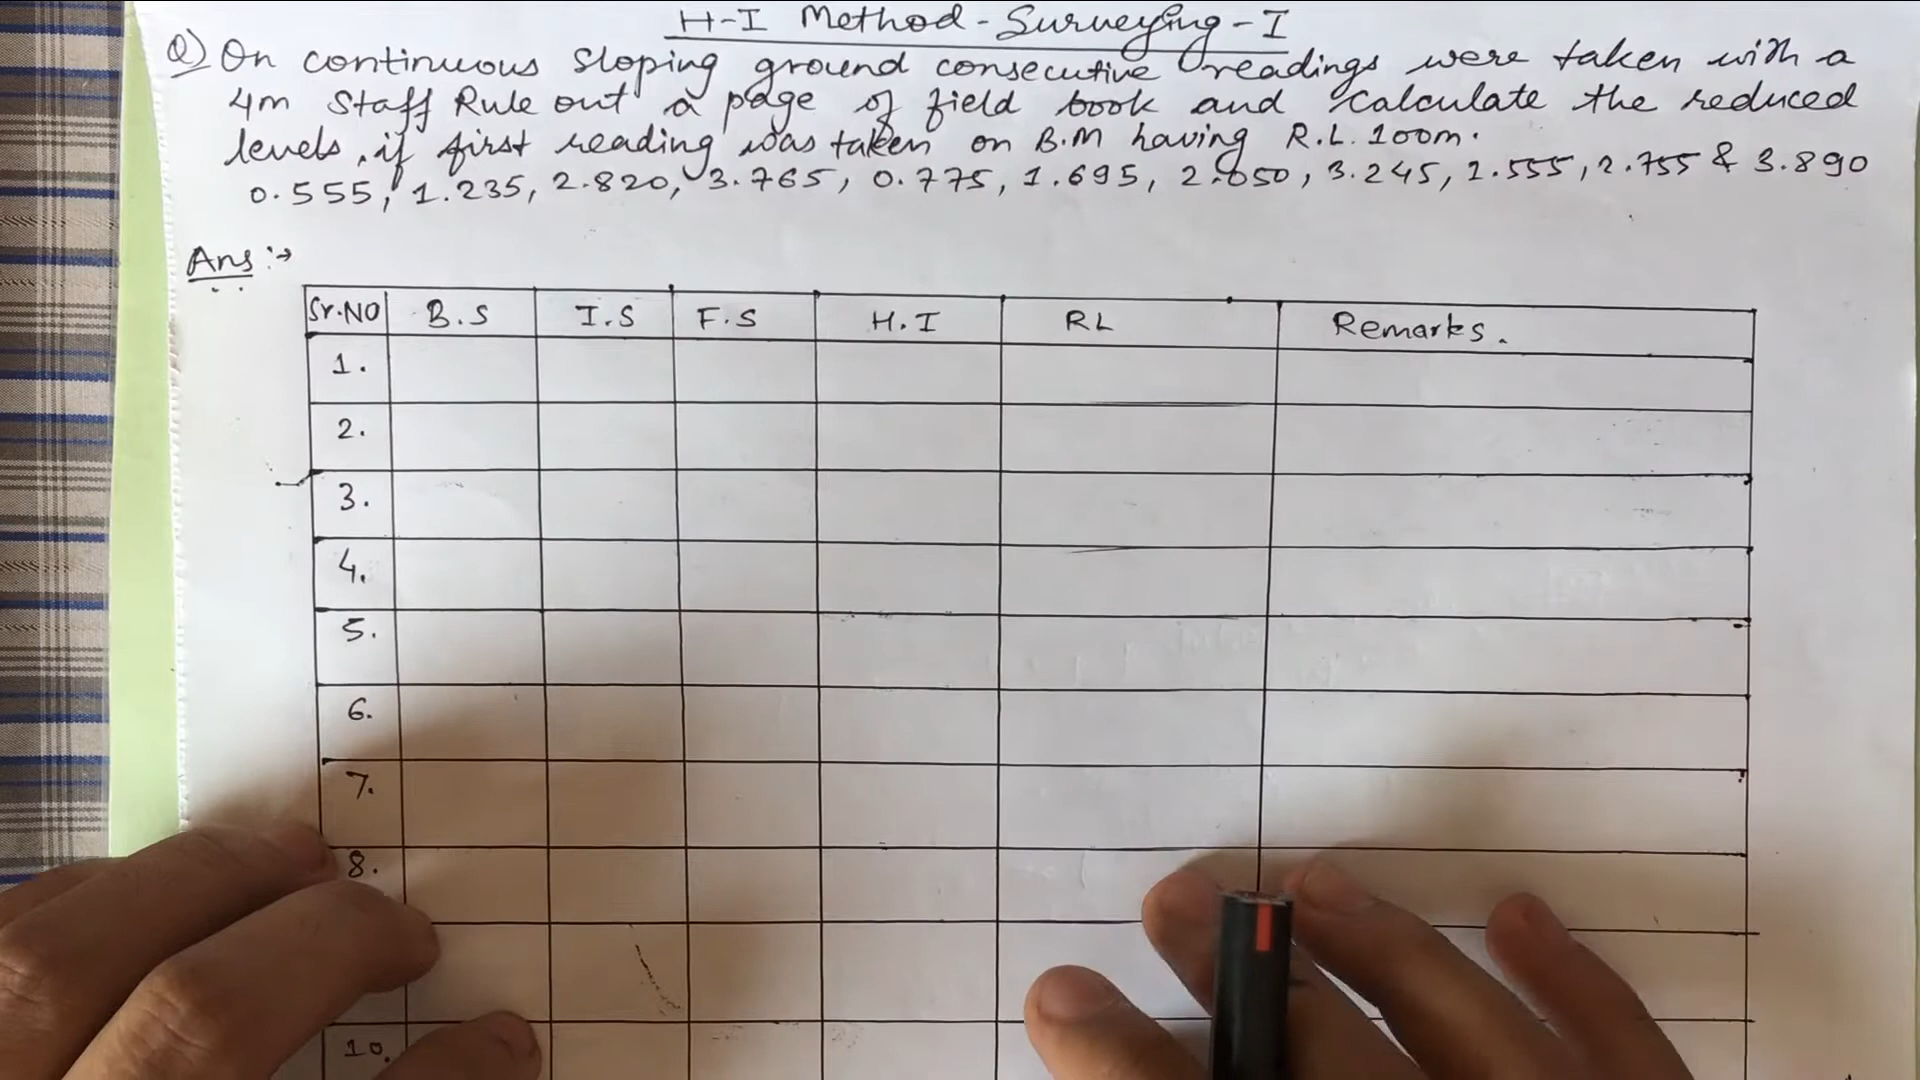 H-I Method-Surveying-I
Q) On continuous sloping ground consecutive readings were taken with a
4m Staff Rule out a page of field book and calculate the reduced
levels, if first reading was taken on B.M having R.L. 100m.
0.555, 1.235, 2.820, 3.765, 0.775, 1.695, 2.050, 3.245, 1.555, 2.755 & 3.890
Ans :→
Sr.NO B.S I.S F.S H.I RL Remarks.
1.
2.
3.
4.
5.
6.
7.
8.
10.